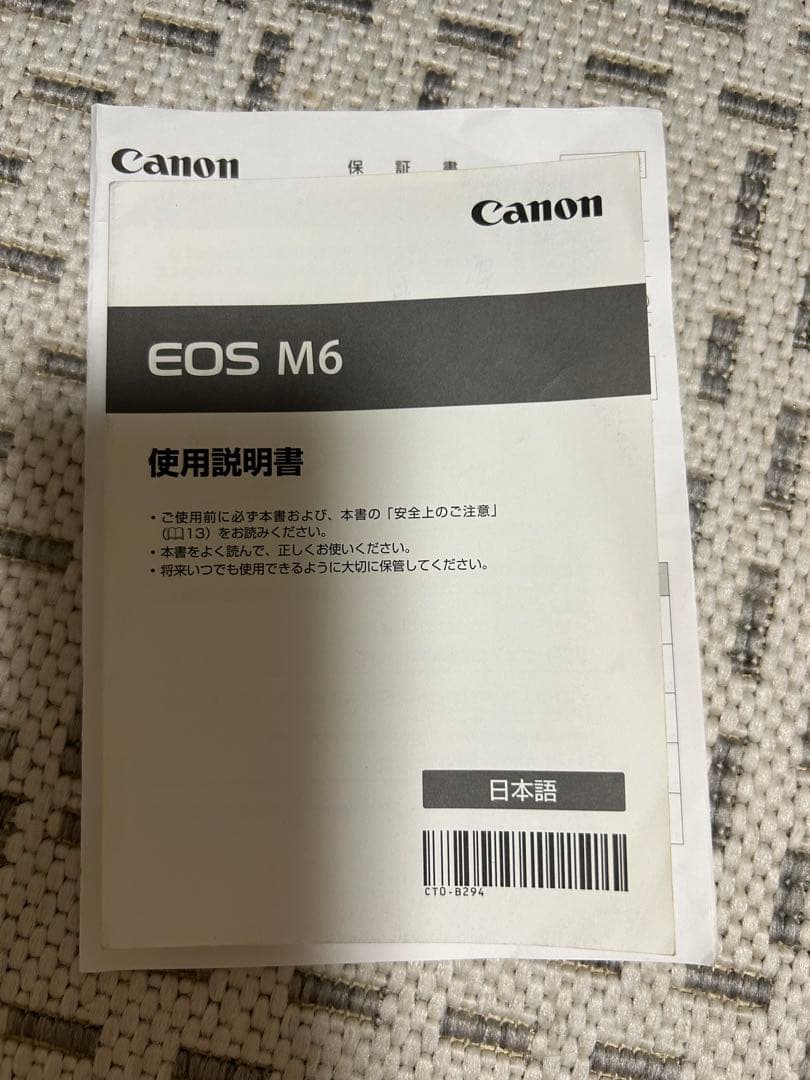 Canon
保 証 書
Canon
EOS M6
使用説明書
・ご使用前に必ず本書および、本書の「安全上のご注意」
（📖13）をお読みください。
・本書をよく読んで、正しくお使いください。
・将来いつでも使用できるように大切に保管してください。
日本語
CT0-B294